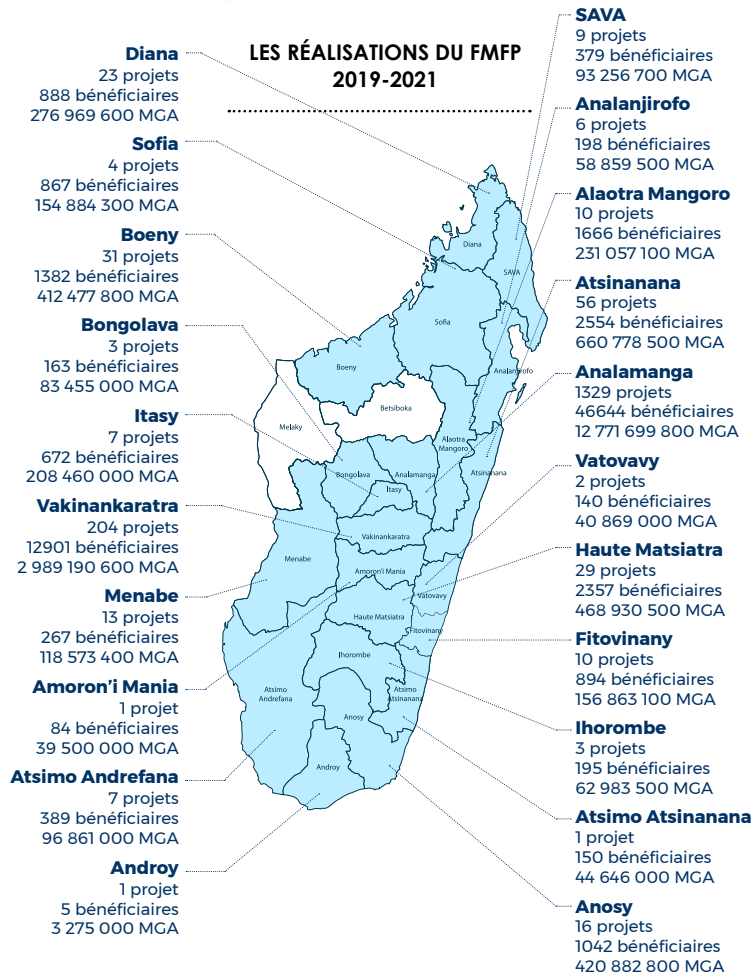 LES RÉALISATIONS DU FMFP
2019-2021
Diana
23 projets
888 bénéficiaires
276 969 600 MGA
Sofia
4 projets
867 bénéficiaires
154 884 300 MGA
Boeny
31 projets
1382 bénéficiaires
412 477 800 MGA
Bongolava
3 projets
163 bénéficiaires
83 455 000 MGA
Itasy
7 projets
672 bénéficiaires
208 460 000 MGA
Vakinankaratra
204 projets
12901 bénéficiaires
2 989 190 600 MGA
Menabe
13 projets
267 bénéficiaires
118 573 400 MGA
Amoron'i Mania
1 projet
84 bénéficiaires
39 500 000 MGA
Atsimo Andrefana
7 projets
389 bénéficiaires
96 861 000 MGA
Androy
1 projet
5 bénéficiaires
3 275 000 MGA
SAVA
9 projets
379 bénéficiaires
93 256 700 MGA
Analanjirofo
6 projets
198 bénéficiaires
58 859 500 MGA
Alaotra Mangoro
10 projets
1666 bénéficiaires
231 057 100 MGA
Atsinanana
56 projets
2554 bénéficiaires
660 778 500 MGA
Analamanga
1329 projets
46644 bénéficiaires
12 771 699 800 MGA
Vatovavy
2 projets
140 bénéficiaires
40 869 000 MGA
Haute Matsiatra
29 projets
2357 bénéficiaires
468 930 500 MGA
Fitovinany
10 projets
894 bénéficiaires
156 863 100 MGA
Ihorombe
3 projets
195 bénéficiaires
62 983 500 MGA
Atsimo Atsinanana
1 projet
150 bénéficiaires
44 646 000 MGA
Anosy
16 projets
1042 bénéficiaires
420 882 800 MGA
Diana
SAVA
Sofia
Boeny
Analanjirofo
Betsiboka
Melaky
Alaotra
Mangoro
Bongolava
Analamanga
Atsinanana
Itasy
Vakinankaratra
Menabe
Amoron'i Mania
Vatovavy
Haute Matsiatra
Fitovinany
Ihorombe
Atsimo
Andrefana
Atsimo
Atsinanana
Anosy
Androy